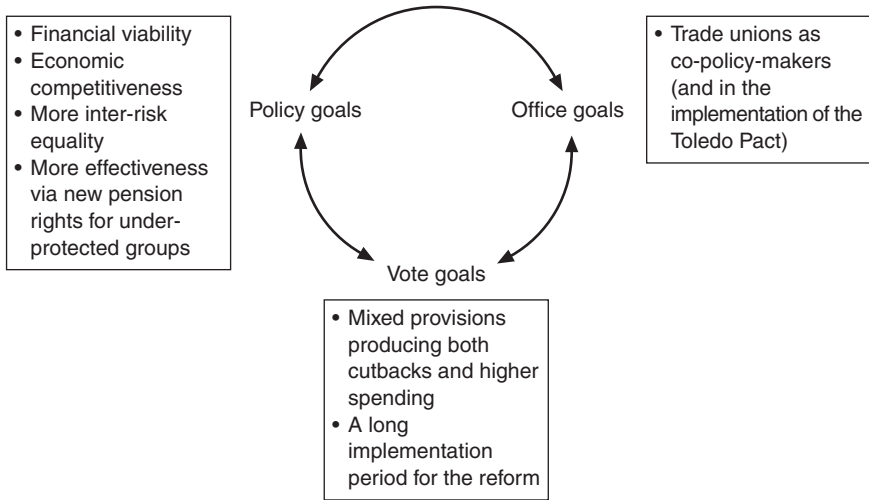 • Financial viability
• Economic
competitiveness
• More inter-risk
equality
• More effectiveness
via new pension
rights for under-
protected groups
Policy goals
Office goals
• Trade unions as
co-policy-makers
(and in the
implementation of the
Toledo Pact)
Vote goals
• Mixed provisions
producing both
cutbacks and higher
spending
• A long
implementation
period for the reform